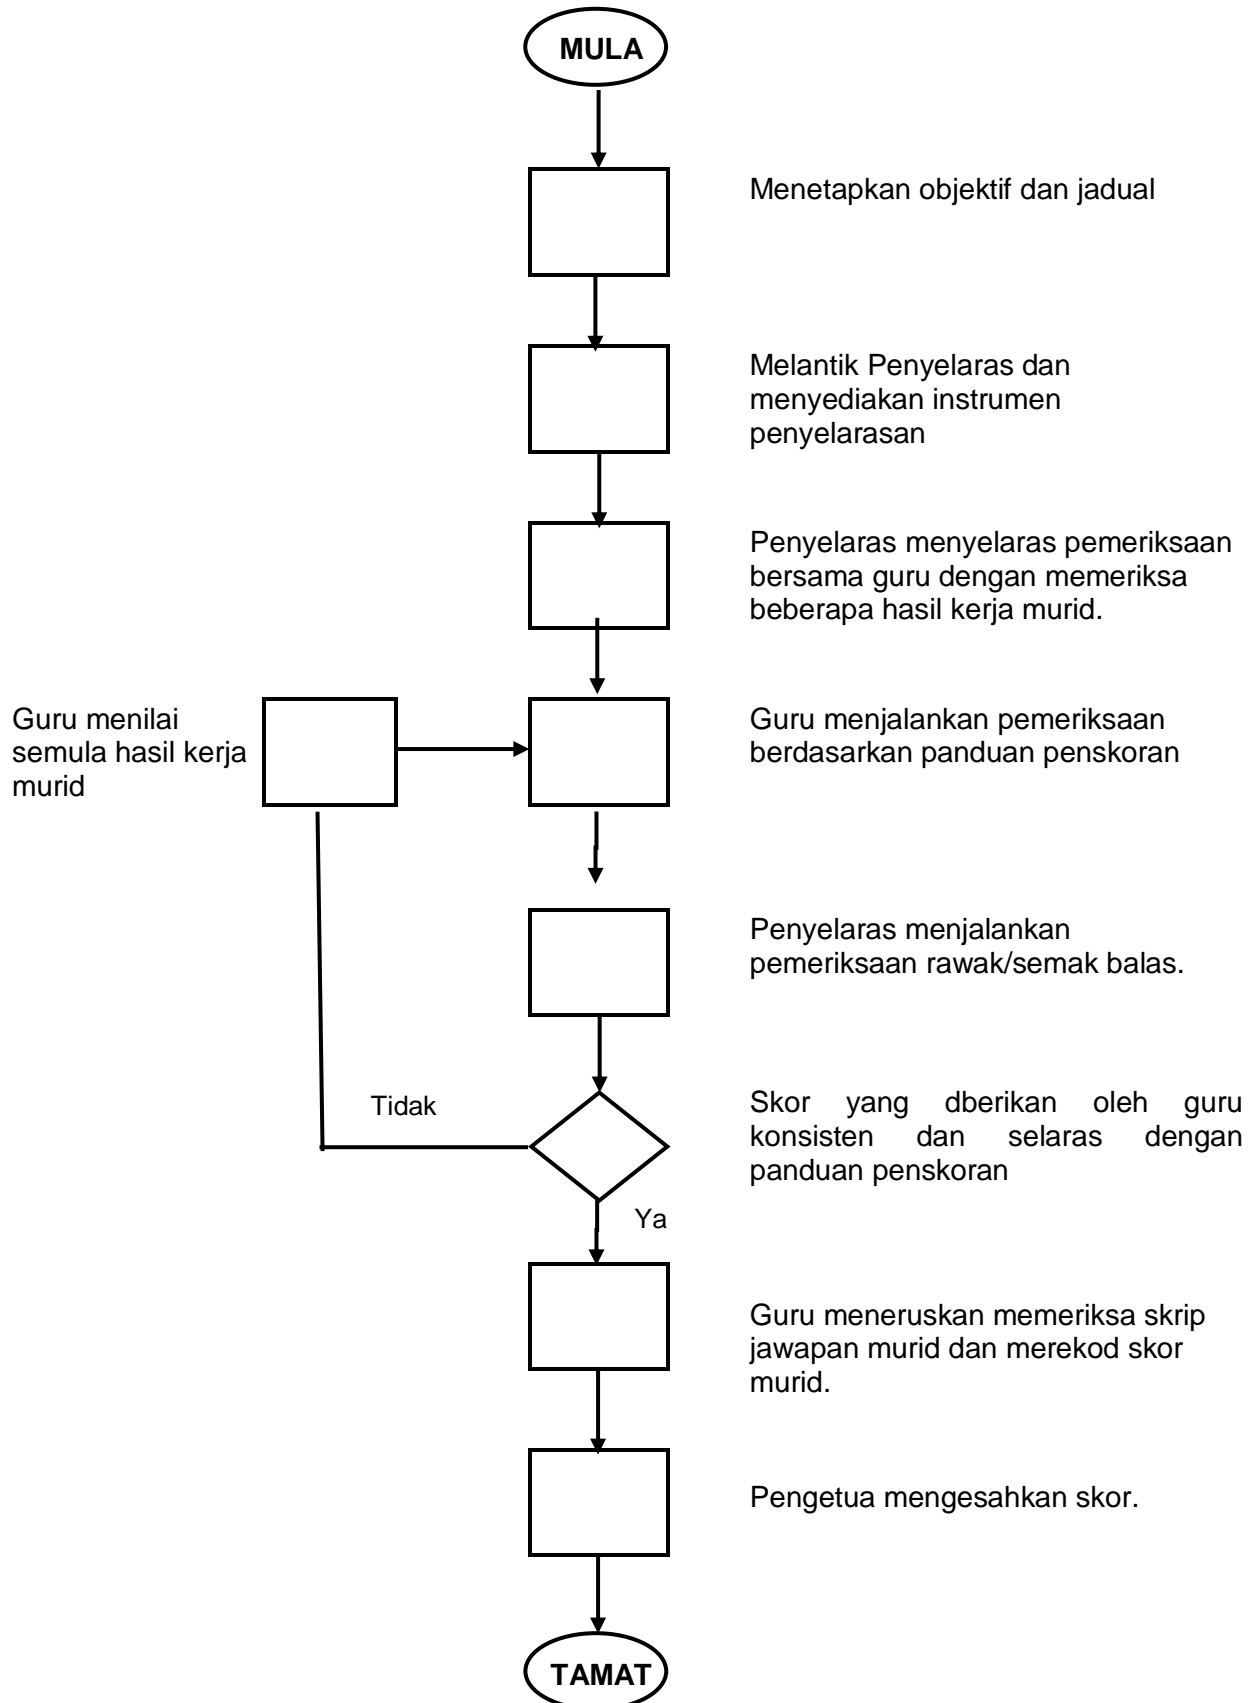 MULA
Menetapkan objektif dan jadual
Melantik Penyelaras dan
menyediakan instrumen
penyelarasan
Penyelaras menyelaras pemeriksaan
bersama guru dengan memeriksa
beberapa hasil kerja murid.
Guru menilai
semula hasil kerja
murid
Guru menjalankan pemeriksaan
berdasarkan panduan penskoran
Penyelaras menjalankan
pemeriksaan rawak/semak balas.
Tidak
Skor yang dberikan oleh guru
konsisten dan selaras dengan
panduan penskoran
Ya
Guru meneruskan memeriksa skrip
jawapan murid dan merekod skor
murid.
Pengetua mengesahkan skor.
TAMAT